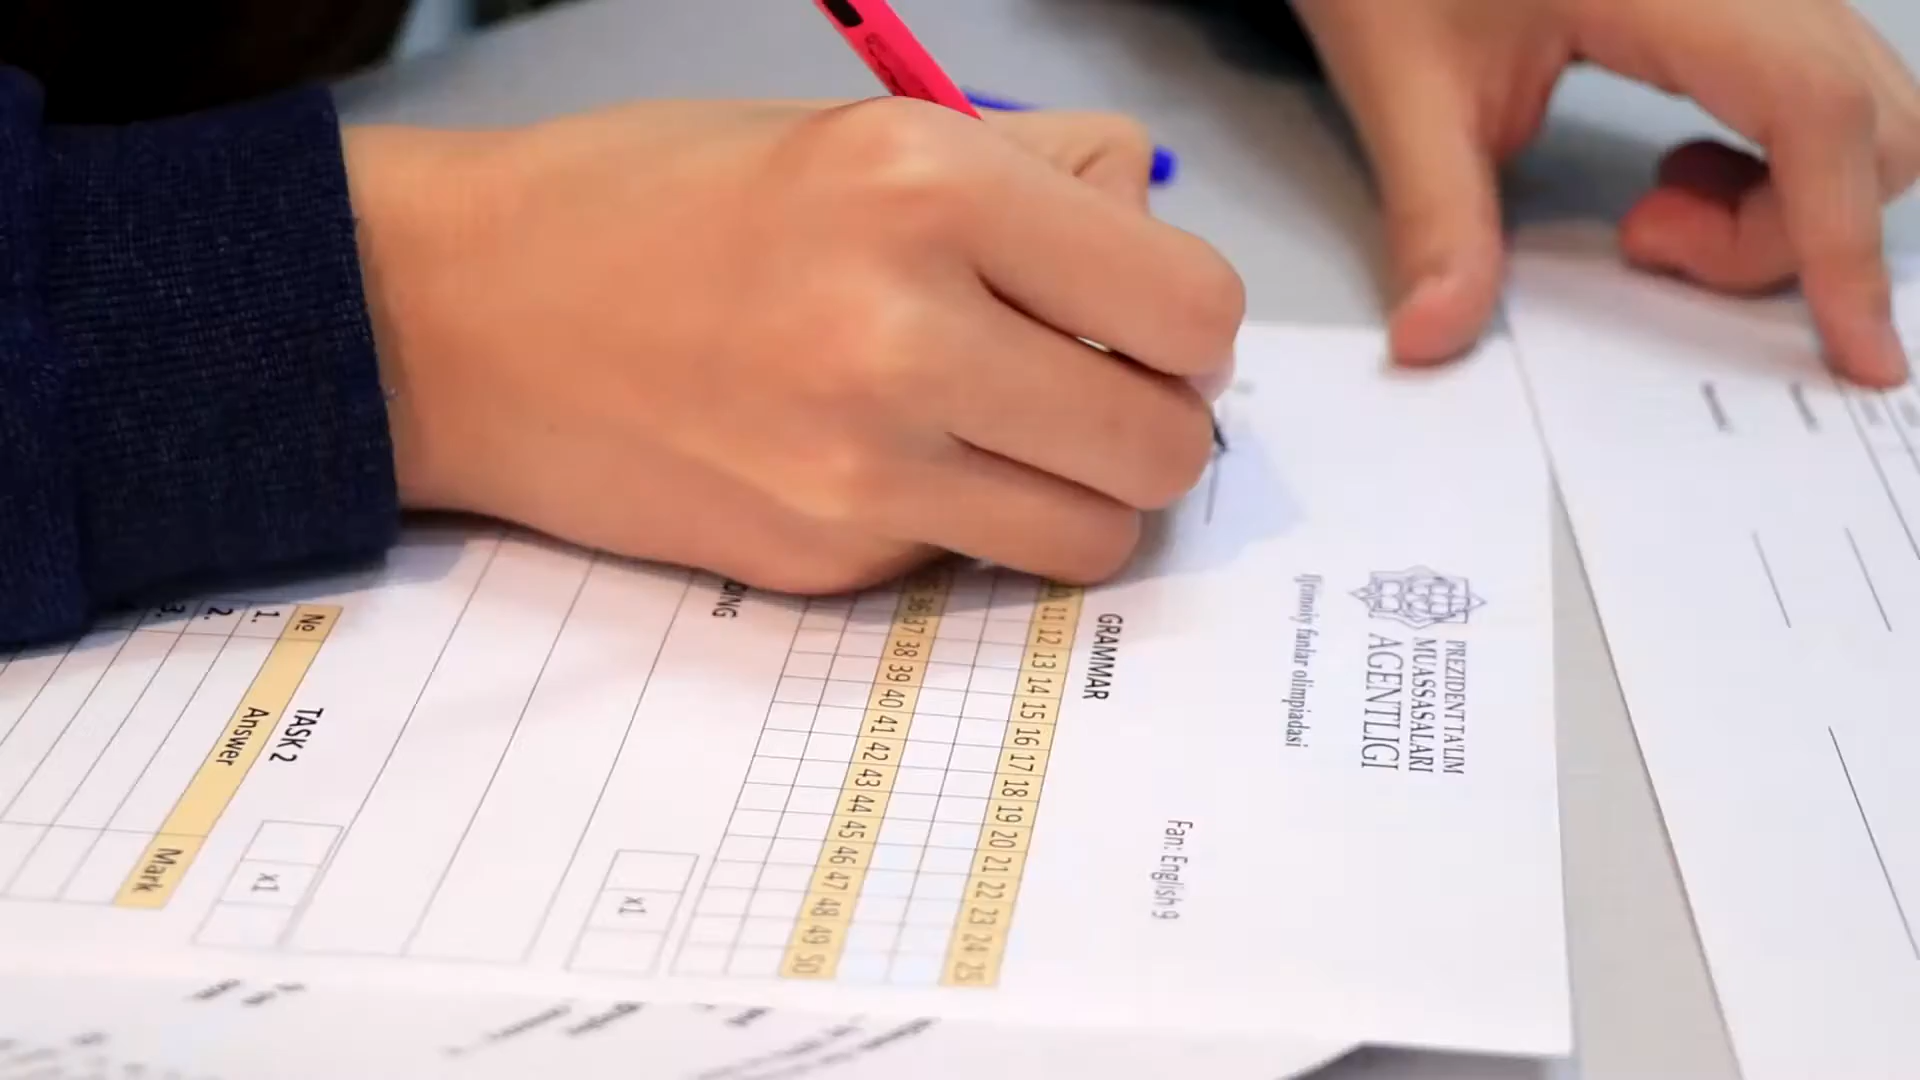 PREZIDENT TA'LIM
MUASSASALARI
AGENTLIGI
Ijtimoiy fanlar olimpiadasi
Fan: English 9
GRAMMAR
11 12 13 14 15 16 17 18 19 20 21 22 23 24 25
36 37 38 39 40 41 42 43 44 45 46 47 48 49 50
x1
TASK 2
x1
№ Answer Mark
1.
2.
3.